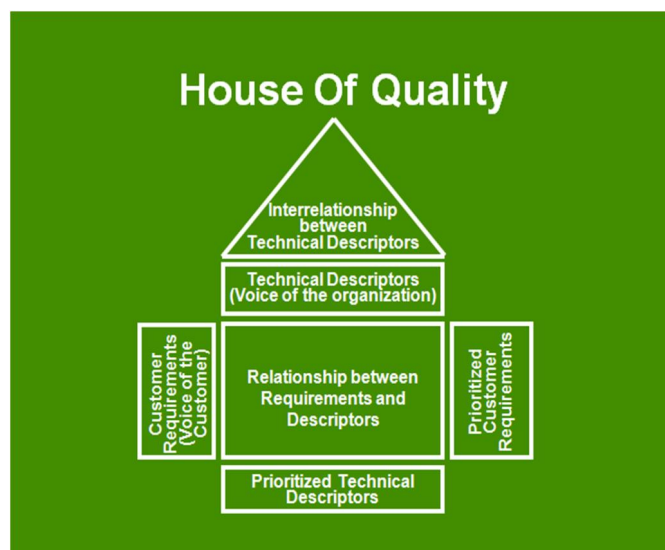 House Of Quality
Interrelationship
between
Technical Descriptors
Technical Descriptors
(Voice of the organization)
Customer
Requirements
(Voice of the
Customer)
Relationship between
Requirements and
Descriptors
Prioritized
Customer
Requirements
Prioritized Technical
Descriptors